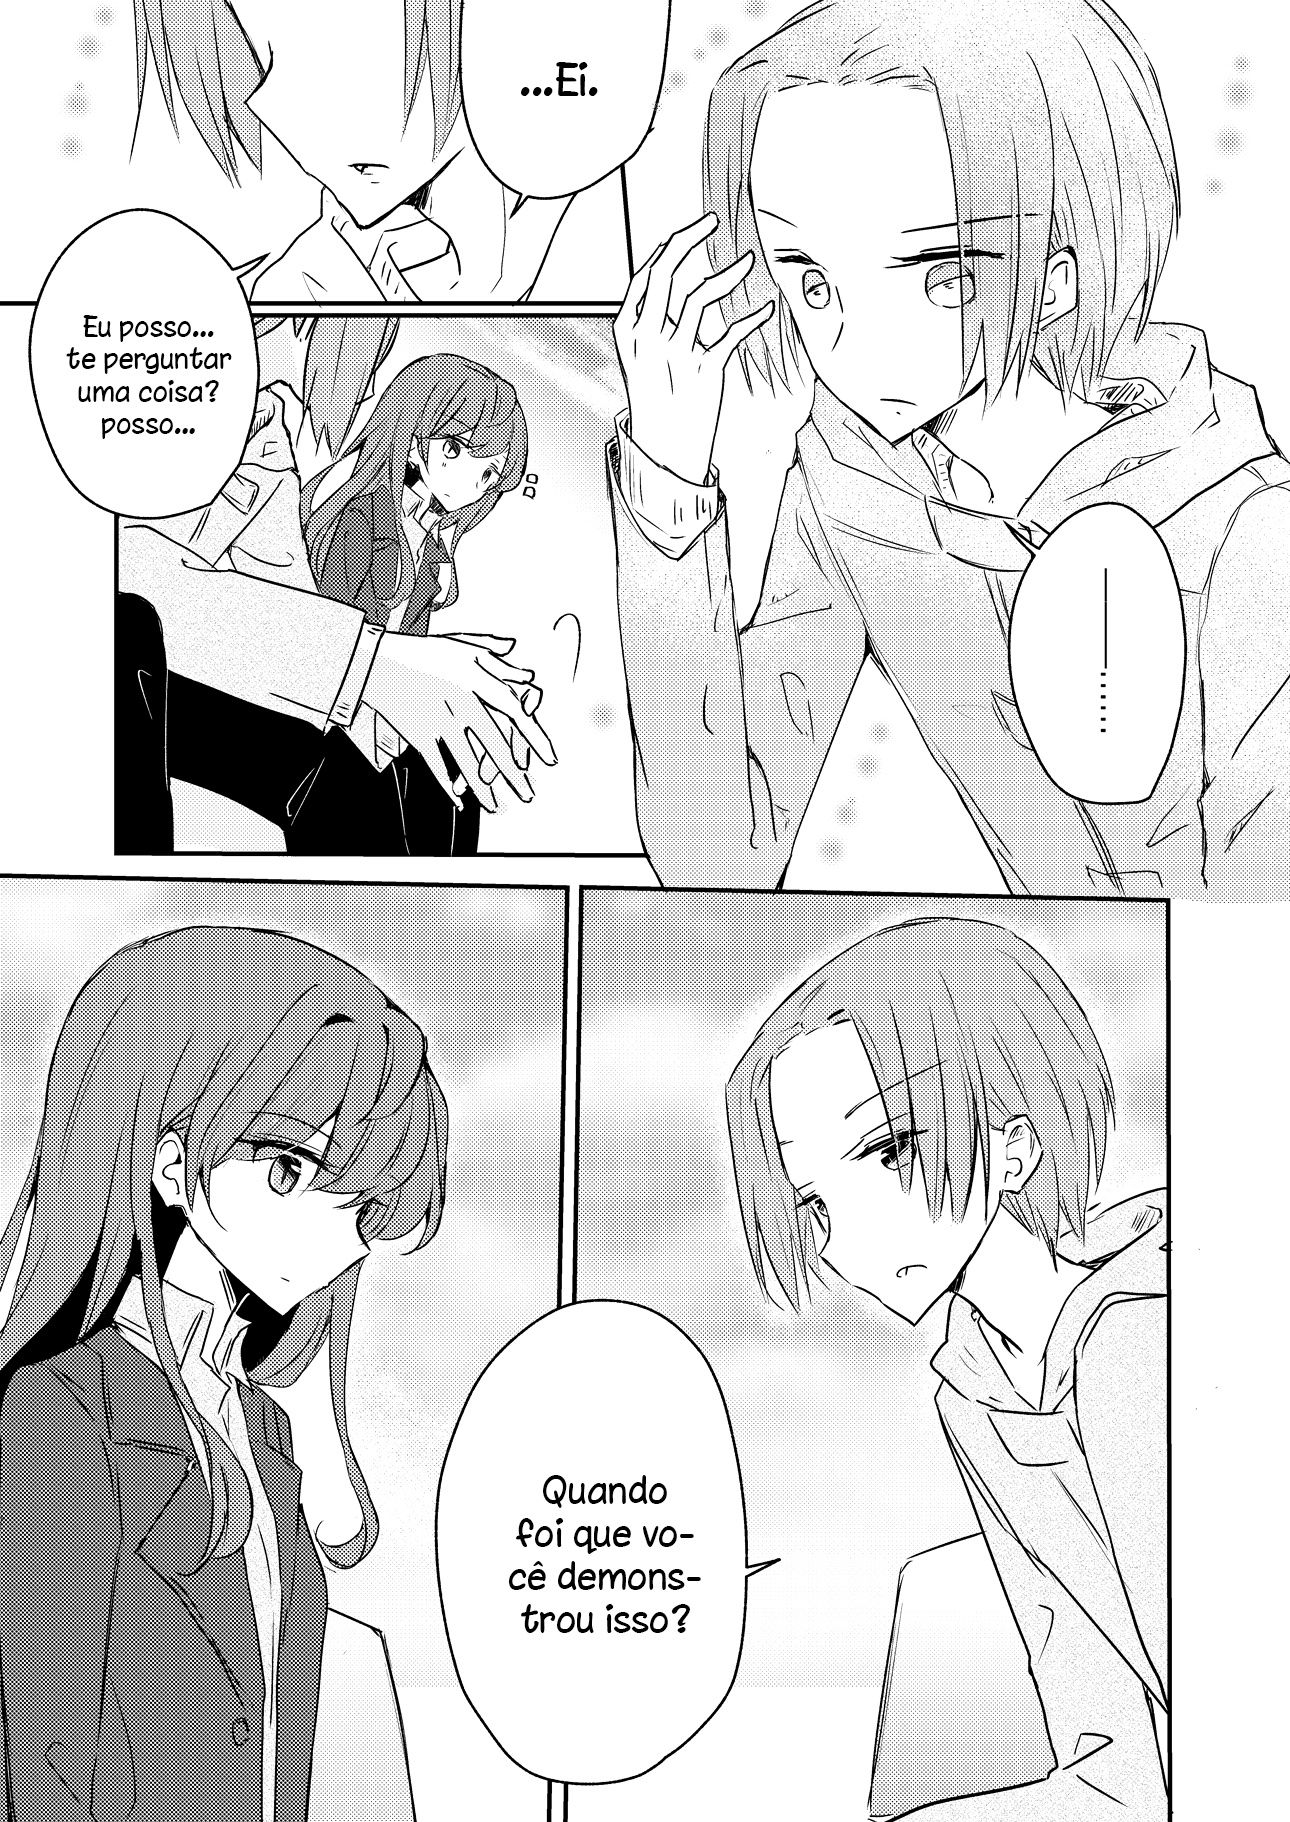 ...Ei.
Eu posso...
te perguntar
uma coisa?
posso...
Quando
foi que vo-
cê demons-
trou isso?